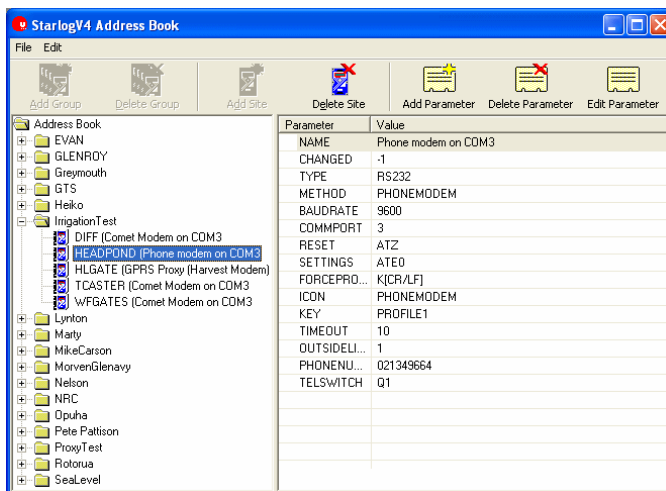 StarlogV4 Address Book
File Edit
Add Group Delete Group Add Site Delete Site Add Parameter Delete Parameter Edit Parameter
Address Book
EVAN
GLENROY
Greymouth
GTS
Heiko
IrrigationTest
DIFF (Comet Modem on COM3
HEADPOND (Phone modem on COM3
HLGATE (GPRS Proxy (Harvest Modem)
TCASTER (Comet Modem on COM3
WFGATES (Comet Modem on COM3
Lynton
Marty
MikeCarson
MorvenGlenavy
Nelson
NRC
Opuha
Pete Pattison
ProxyTest
Rotorua
SeaLevel
Parameter Value
NAME Phone modem on COM3
CHANGED -1
TYPE RS232
METHOD PHONEMODEM
BAUDRATE 9600
COMMPORT 3
RESET ATZ
SETTINGS ATE0
FORCEPRO... K[CR/LF]
ICON PHONEMODEM
KEY PROFILE1
TIMEOUT 10
OUTSIDELI... 1
PHONENU... 021349664
TELSWITCH Q1